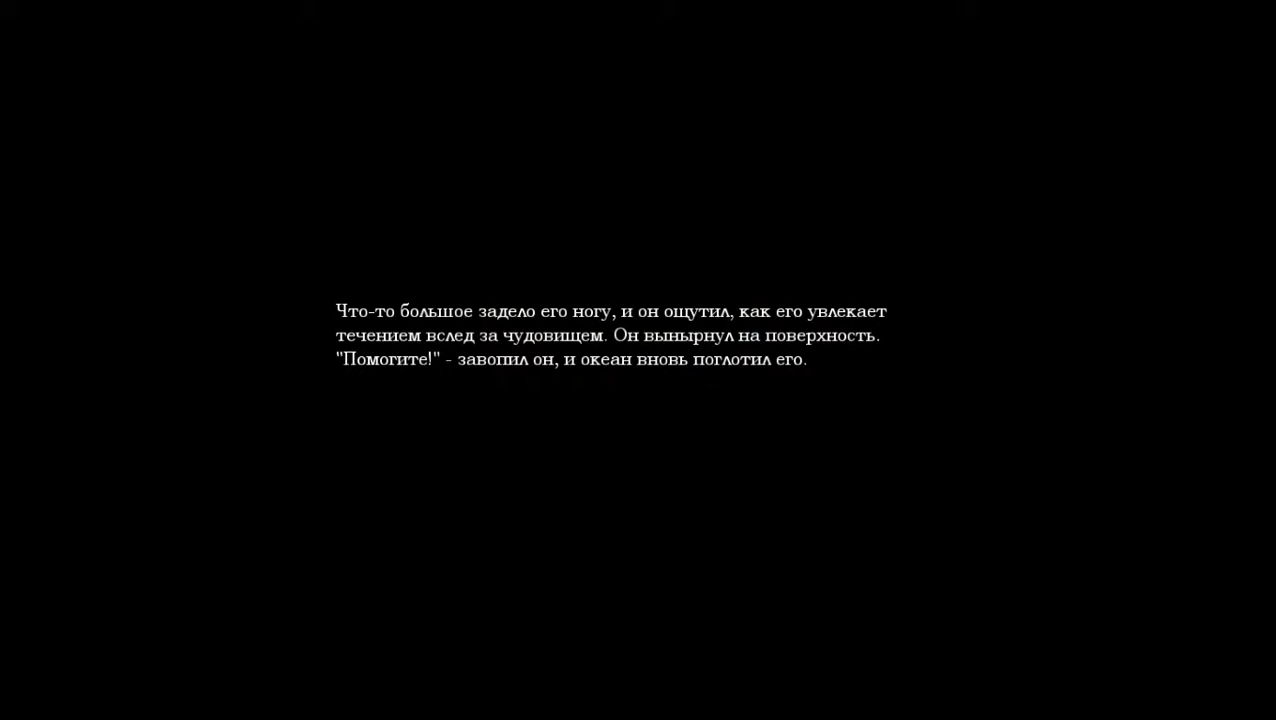 Что-то большое задело его ногу, и он ощутил, как его увлекает
течением вслед за чудовищем. Он вынырнул на поверхность.
"Помогите!" - завопил он, и океан вновь поглотил его.